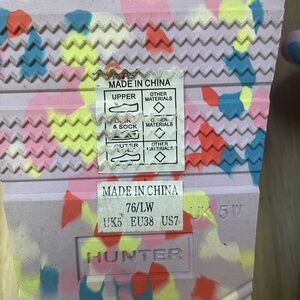 MADE IN CHINA
UPPER
OTHER MATERIALS
& SOCK
OTHER MATERIALS
OTHER MATERIALS
MADE IN CHINA
76/LW
UK5 EU38 US7
UK 5
HUNTER